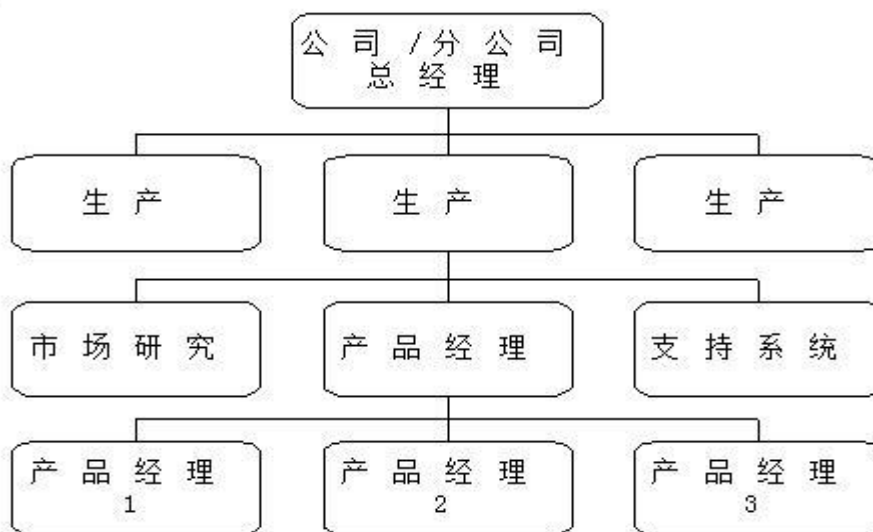 公司/分公司
总经理
生产
生产
生产
市场研究
产品经理
支持系统
产品经理
1
产品经理
2
产品经理
3